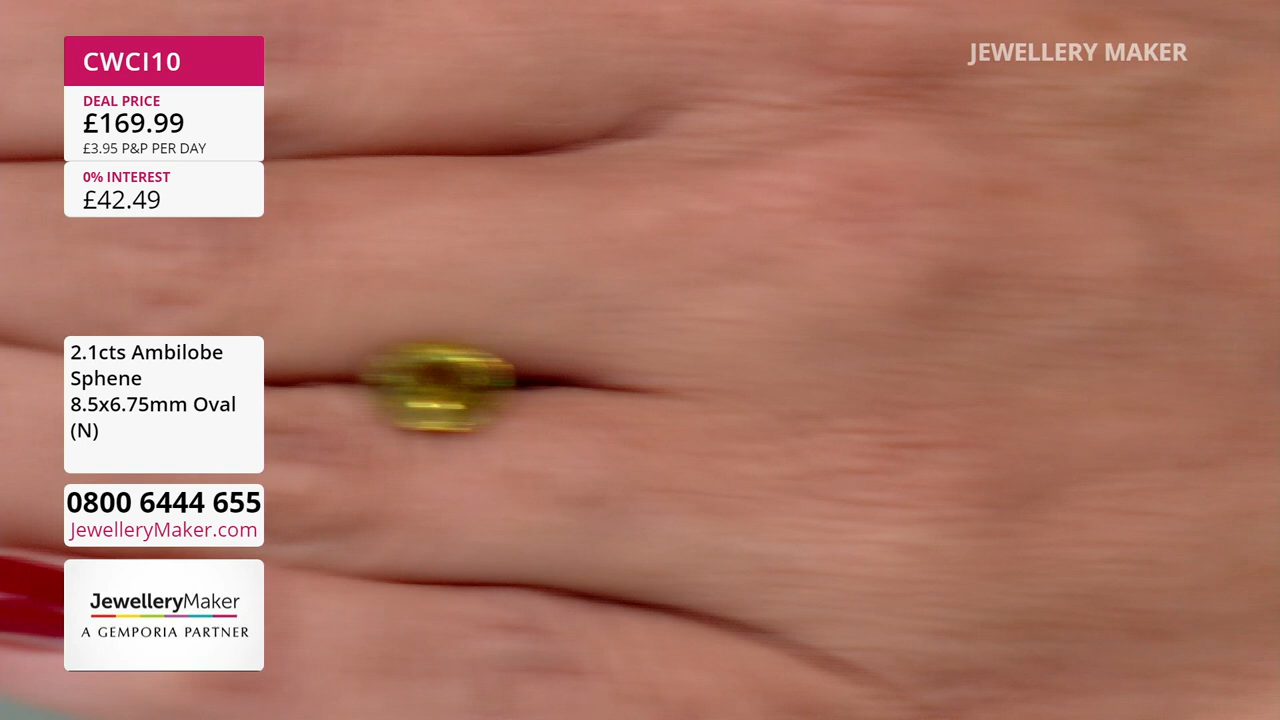 CWCI10
DEAL PRICE
£169.99
£3.95 P&P PER DAY
0% INTEREST
£42.49
2.1cts Ambilobe
Sphene
8.5x6.75mm Oval
(N)
0800 6444 655
JewelleryMaker.com
JewelleryMaker
A GEMPORIA PARTNER
JEWELLERY MAKER